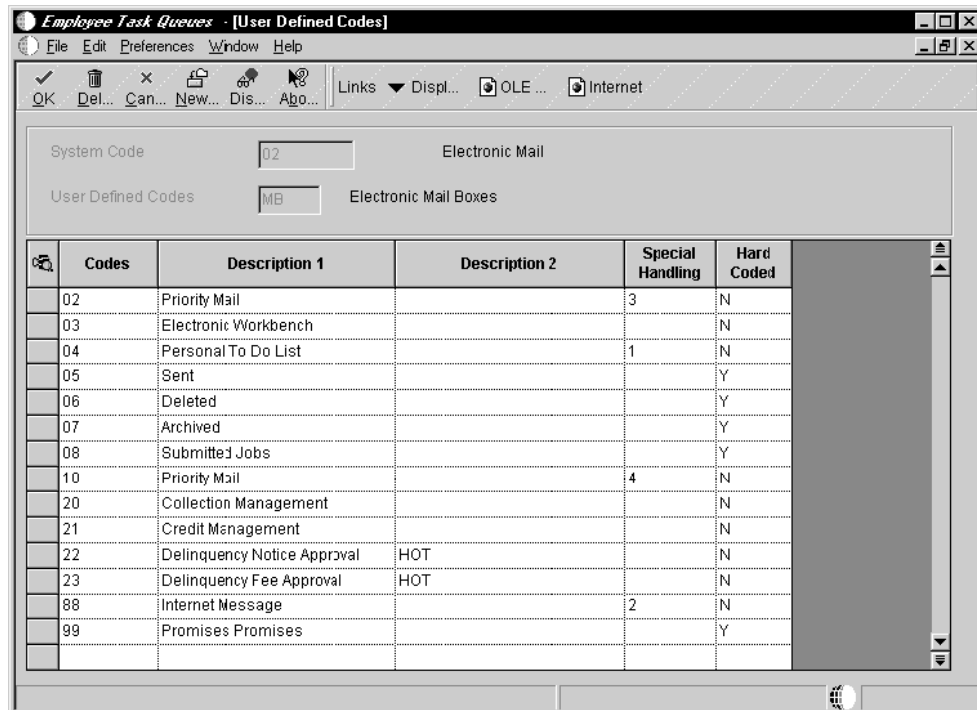 Employee Task Queues - [User Defined Codes]
File Edit Preferences Window Help
OK Del... Can... New... Dis... Abo... Links Displ... OLE ... Internet
System Code 02 Electronic Mail
User Defined Codes MB Electronic Mail Boxes
Codes Description 1 Description 2 Special Handling Hard Coded
02 Priority Mail 3 N
03 Electronic Workbench N
04 Personal To Do List 1 N
05 Sent Y
06 Deleted Y
07 Archived Y
08 Submitted Jobs Y
10 Priority Mail 4 N
20 Collection Management N
21 Credit Management N
22 Delinquency Notice Approval HOT N
23 Delinquency Fee Approval HOT N
88 Internet Message 2 N
99 Promises Promises Y